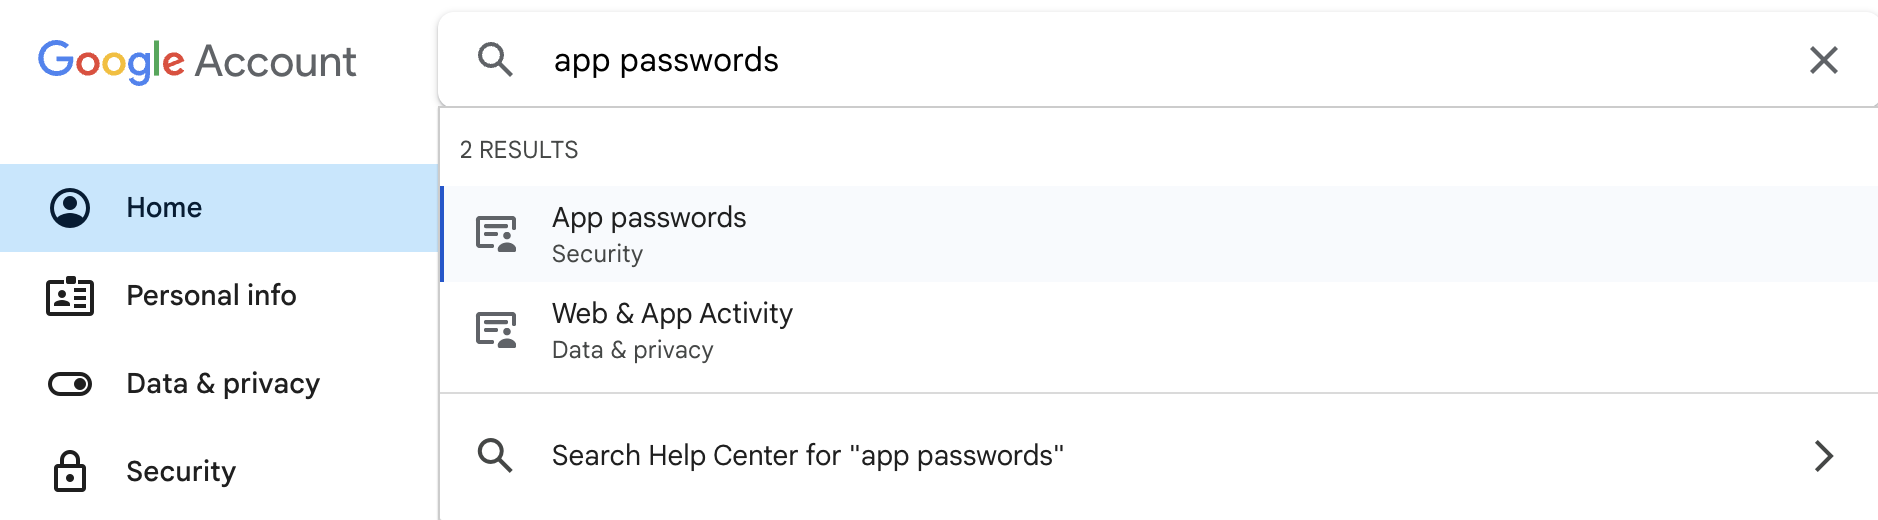 Google Account
app passwords
2 RESULTS
Home
App passwords
Security
Personal info
Web & App Activity
Data & privacy
Data & privacy
Security
Search Help Center for "app passwords"